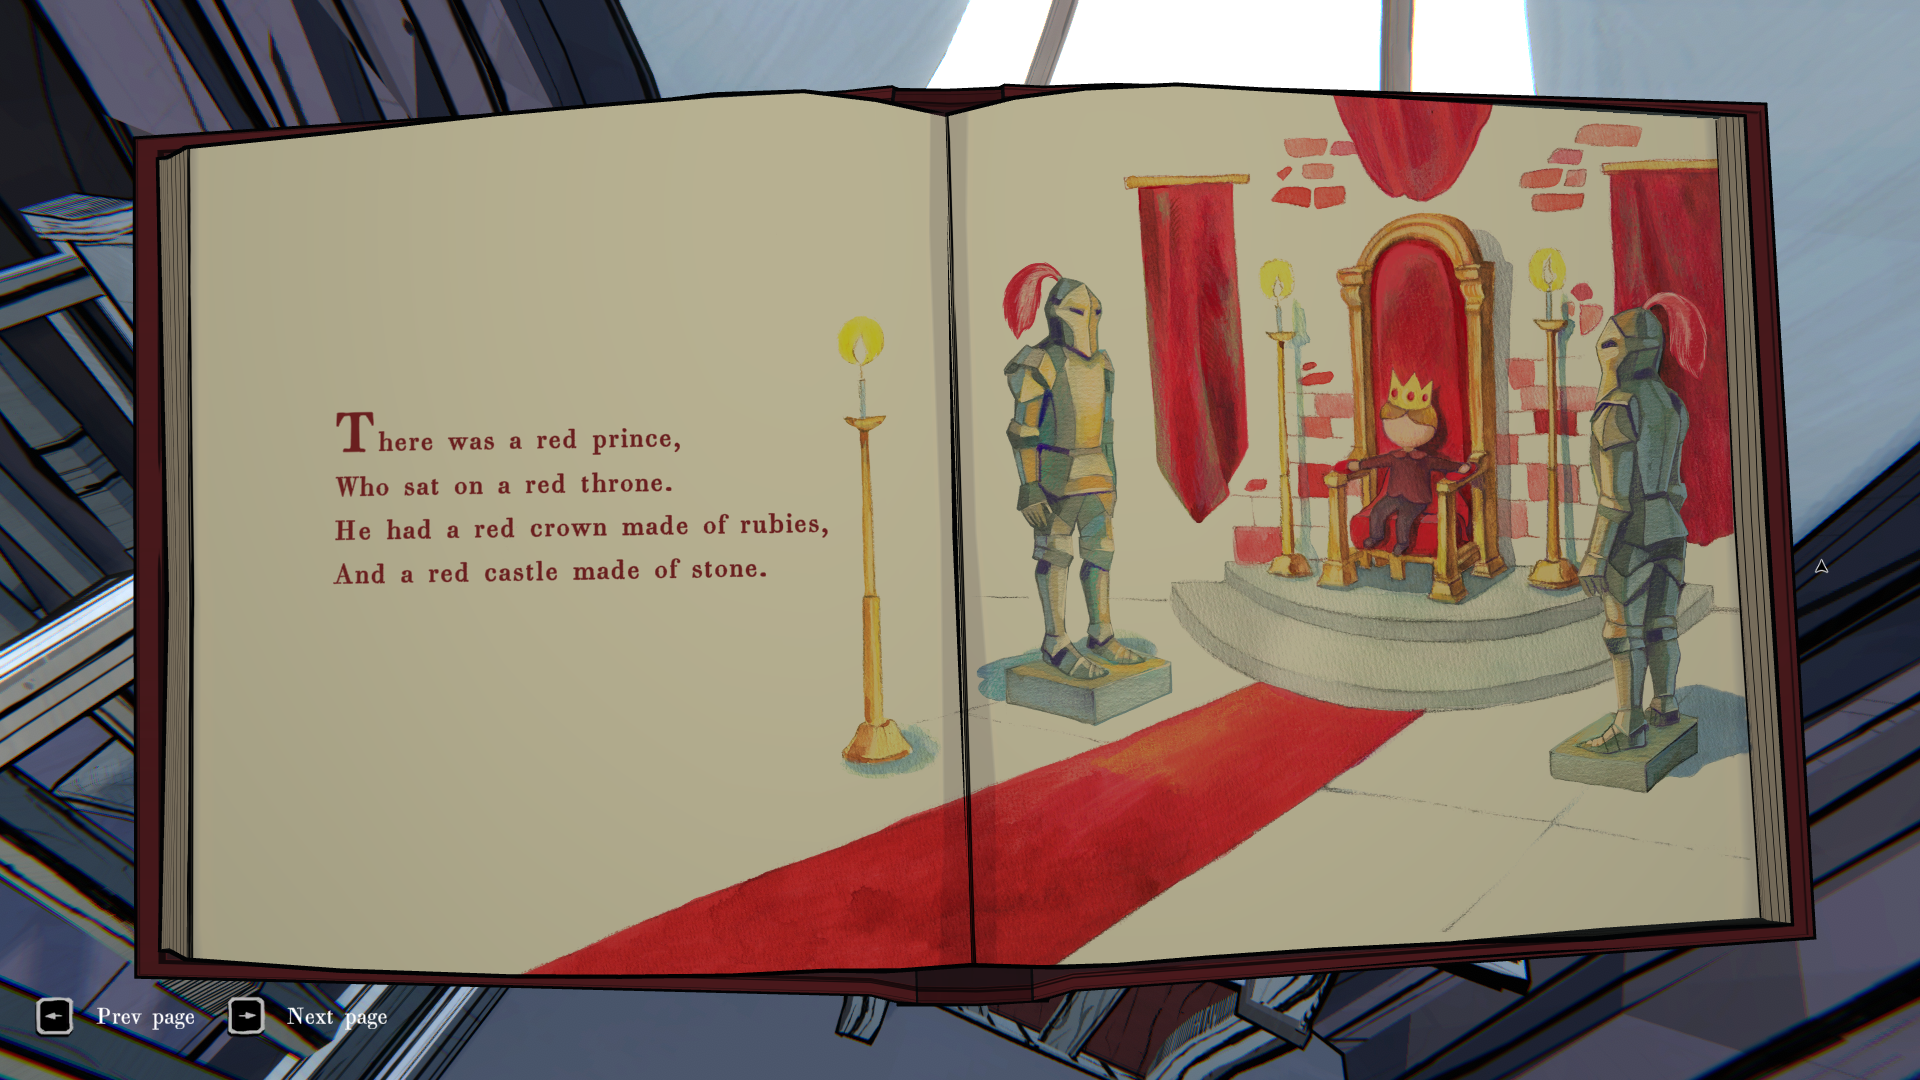 There was a red prince,
Who sat on a red throne.
He had a red crown made of rubies,
And a red castle made of stone.
Prev page
Next page